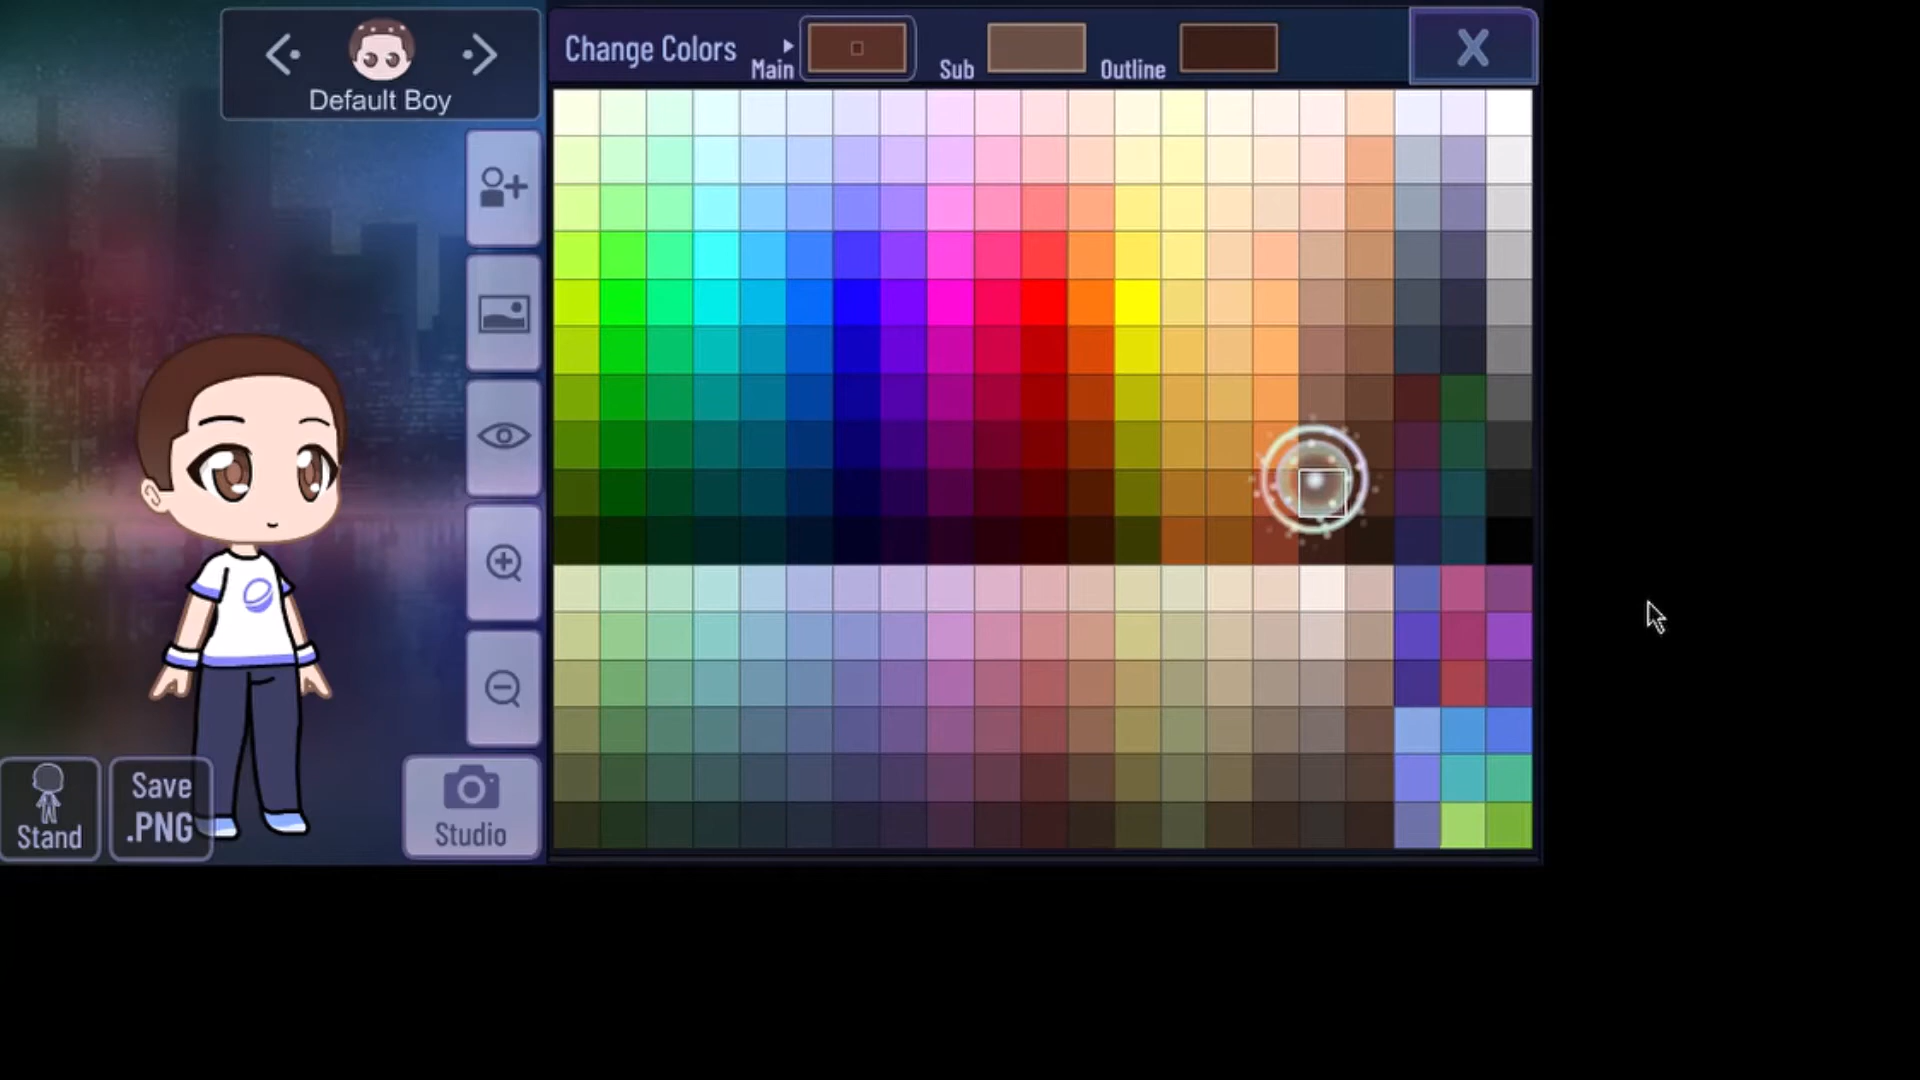 Default Boy
Change Colors
Main
Sub
Outline
X
Stand
Save
.PNG
Studio